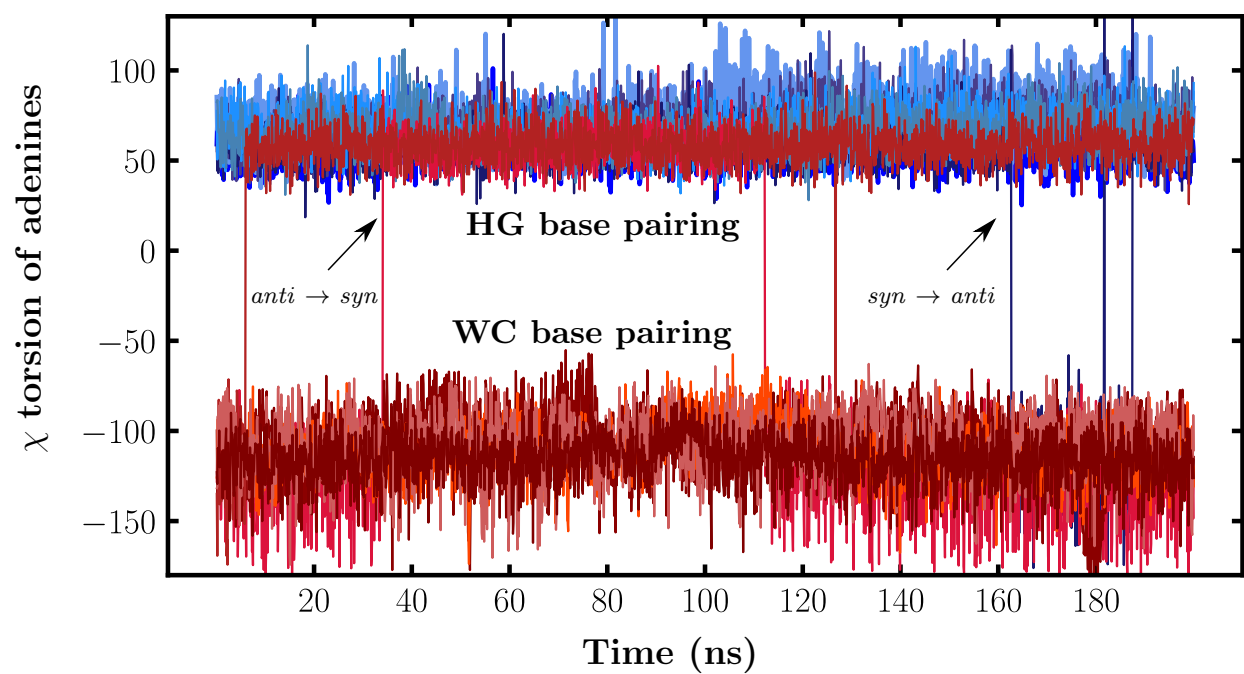 χ torsion of adenines
100
50
0
−50
−100
−150
HG base pairing
anti → syn
syn → anti
WC base pairing
20 40 60 80 100 120 140 160 180
Time (ns)